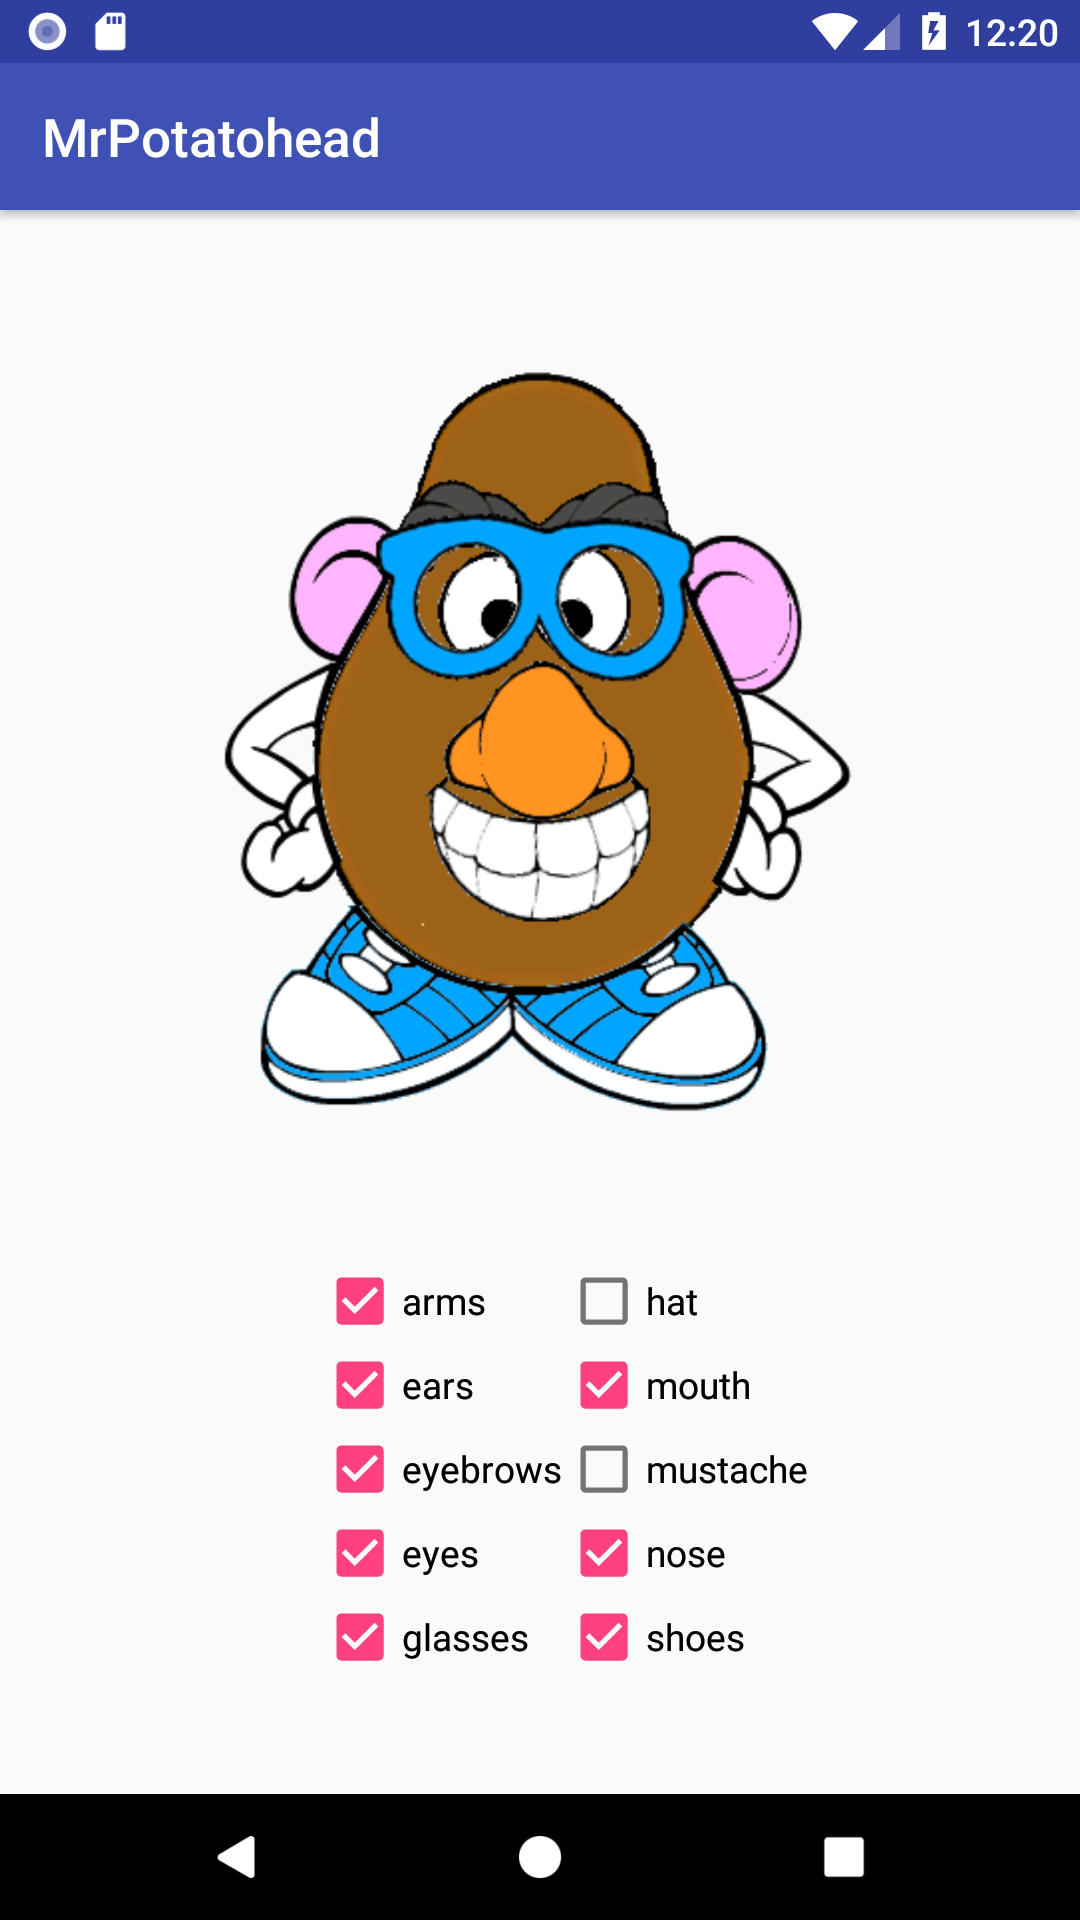 12:20
MrPotatohead
arms hat
ears mouth
eyebrows mustache
eyes nose
glasses shoes